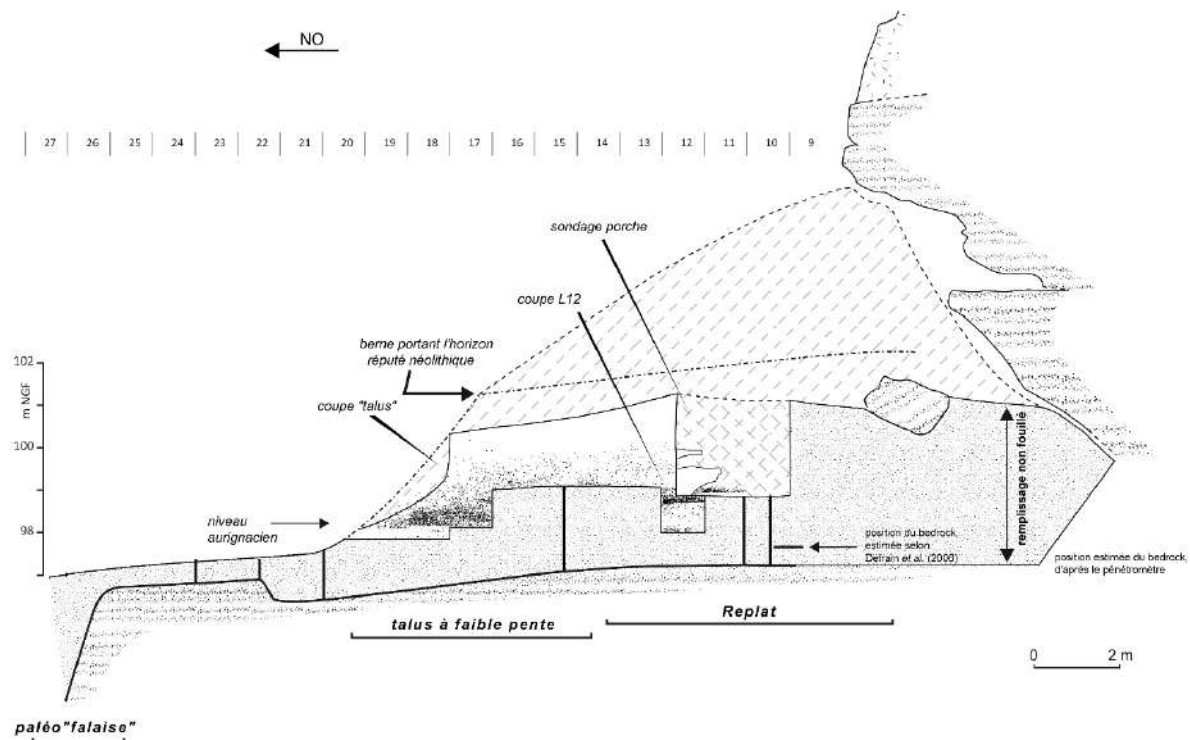 NO
27 26 25 24 23 22 21 20 19 18 17 16 15 14 13 12 11 10 9
sondage porche
coupe L12
berne portant l'horizon
réputé néolithique
coupe "talus"
102
m NGF
100
98
niveau
aurignacien
remplissage non fouillé
position du bedrock,
estimée selon
Defrain et al. (2006)
position estimée du bedrock,
d'après le pénétromètre
talus à faible pente
Replat
0 2 m
paléo"falaise"